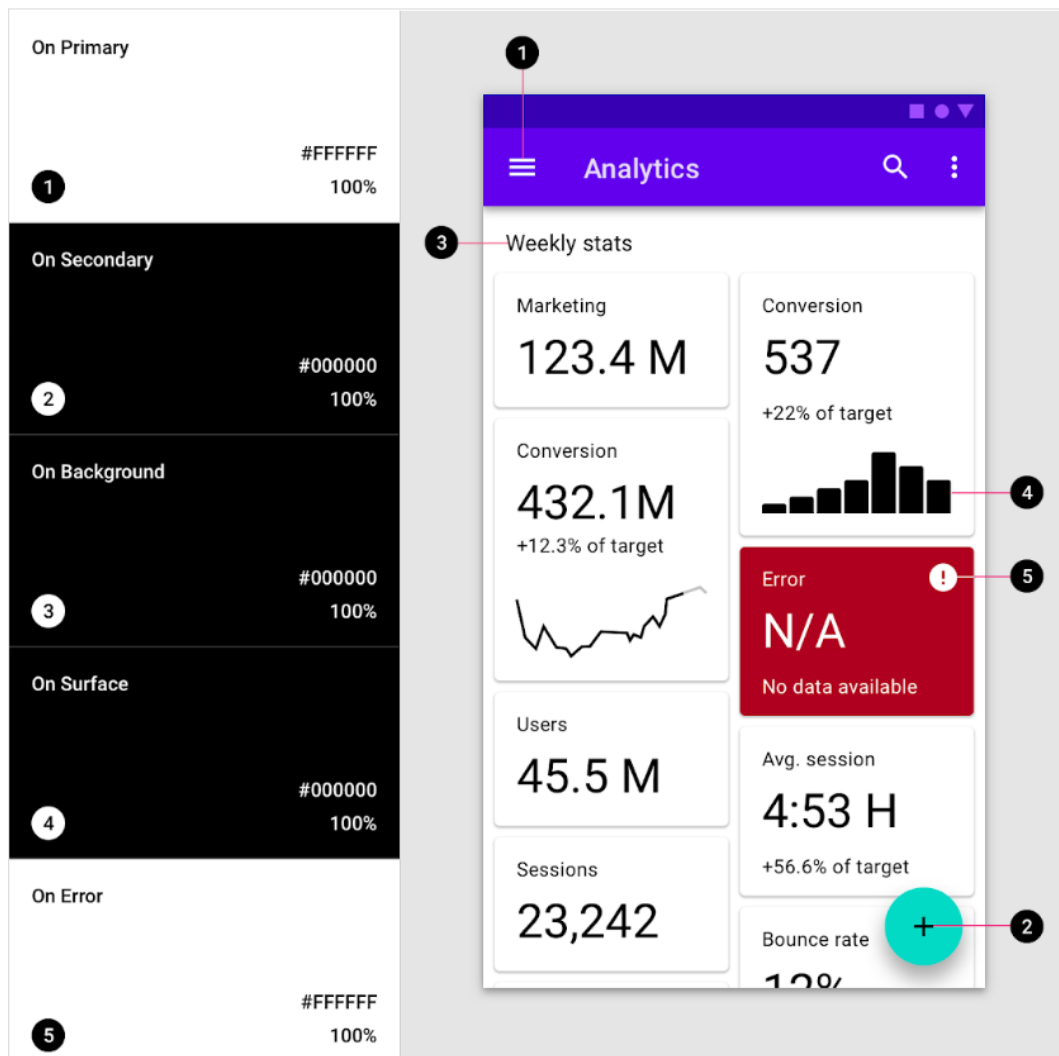 On Primary
#FFFFFF
1
100%
On Secondary
#000000
2
100%
On Background
#000000
3
100%
On Surface
#000000
4
100%
On Error
#FFFFFF
5
100%
1
Analytics
3
Weekly stats
Marketing
123.4 M
Conversion
432.1M
+12.3% of target
Users
45.5 M
Sessions
23,242
Conversion
537
+22% of target
4
Error
!
5
N/A
No data available
Avg. session
4:53 H
+56.6% of target
+
2
Bounce rate
12%